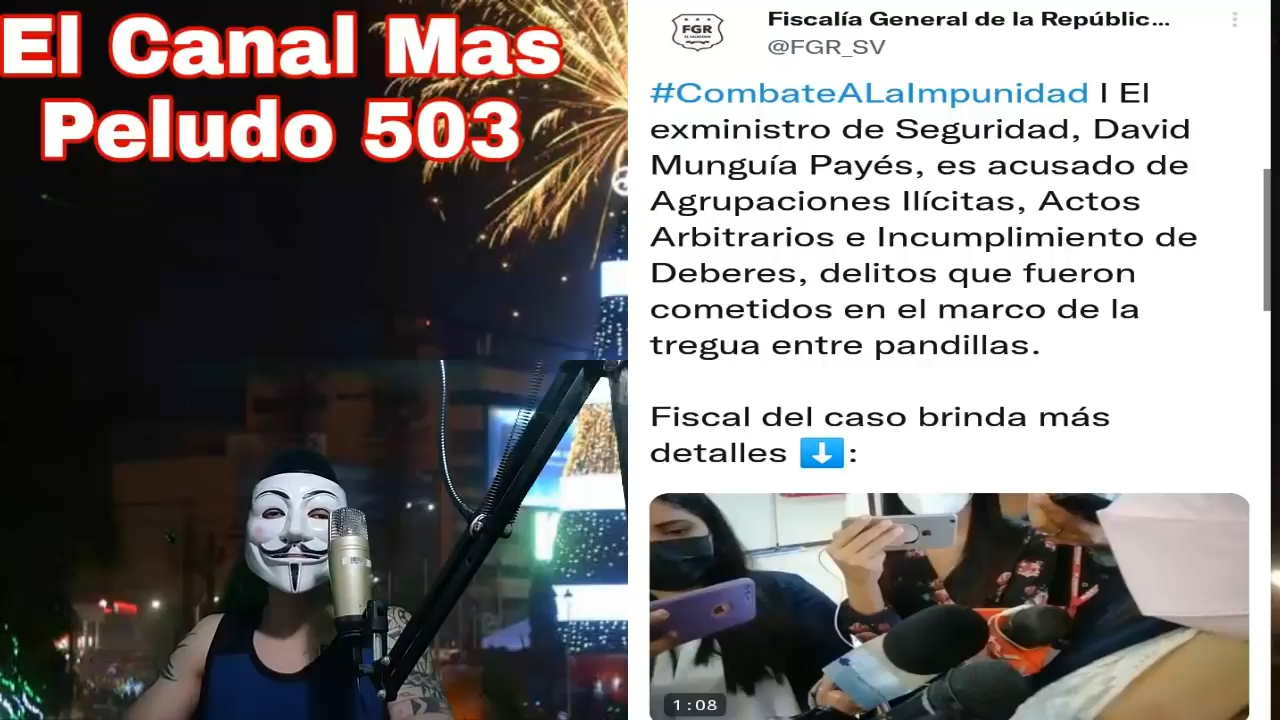 El Canal Mas
Peludo 503
FGR
EL SALVADOR
Fiscalía General de la Repúblic...
@FGR_SV
#CombateALaImpunidad | El
exministro de Seguridad, David
Munguía Payés, es acusado de
Agrupaciones Ilícitas, Actos
Arbitrarios e Incumplimiento de
Deberes, delitos que fueron
cometidos en el marco de la
tregua entre pandillas.
Fiscal del caso brinda más
detalles ⬇️:
1:08